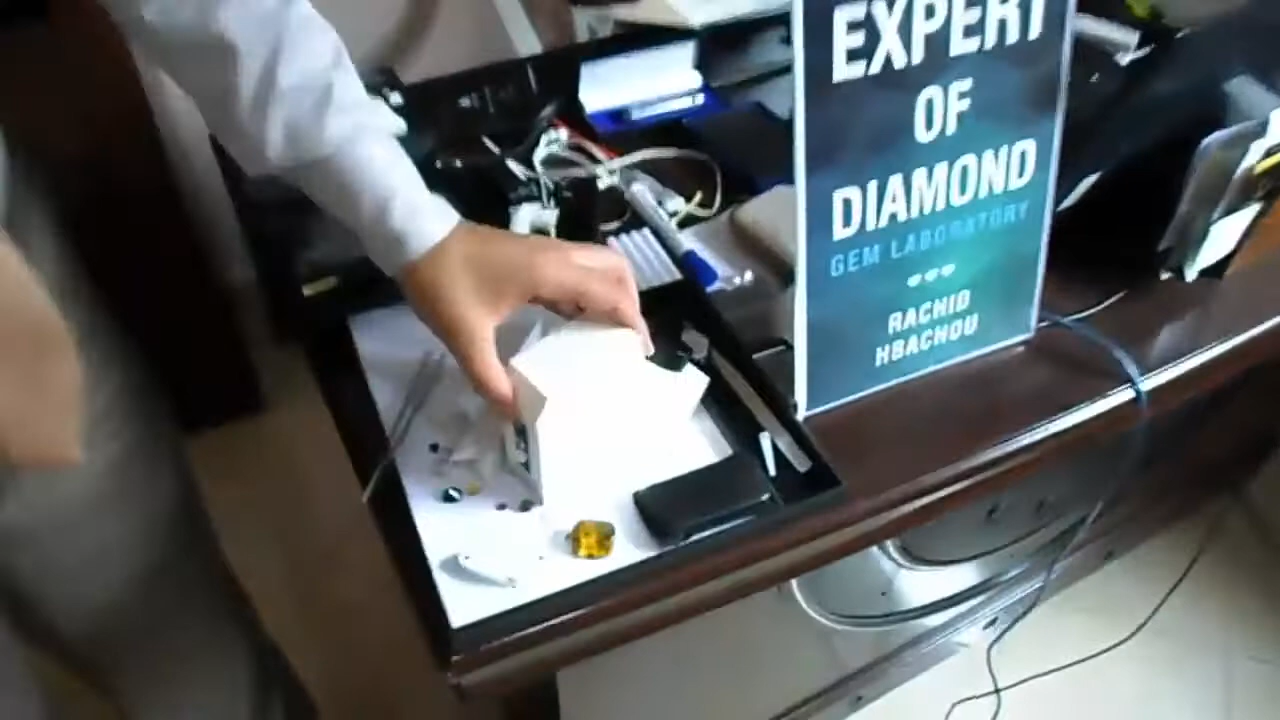 EXPERT
OF
DIAMOND
GEM LABORATORY
RACHID
HBACHOU